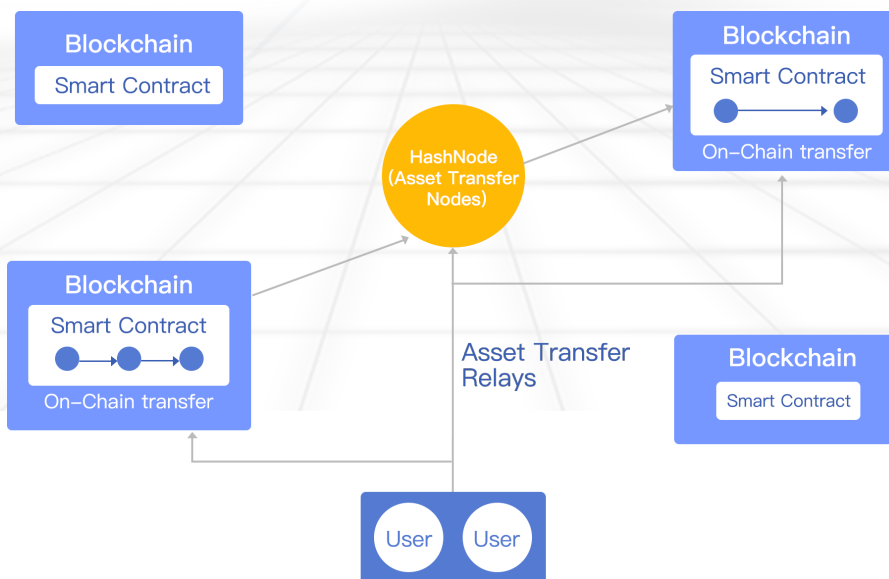 Blockchain
Smart Contract
Blockchain
Smart Contract
On-Chain transfer
HashNode
(Asset Transfer
Nodes)
Blockchain
Smart Contract
On-Chain transfer
Asset Transfer
Relays
Blockchain
Smart Contract
User
User